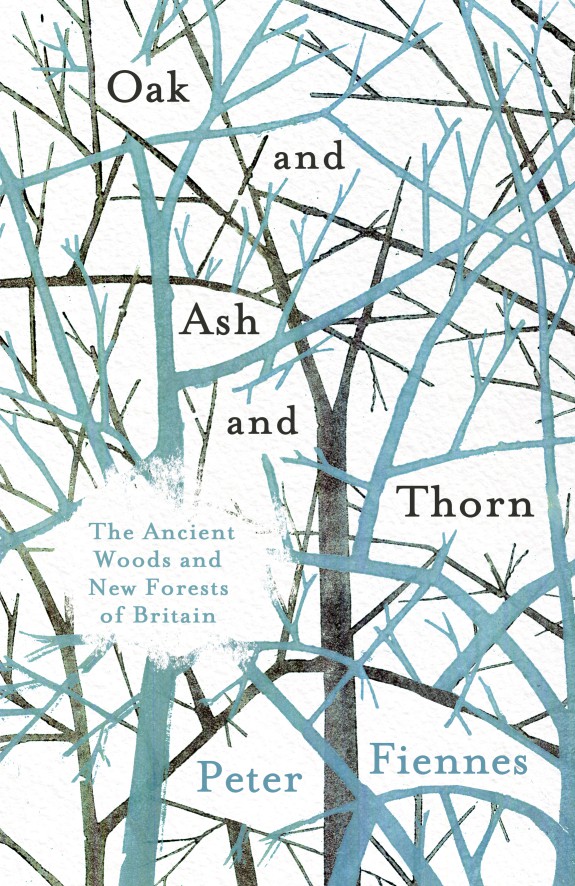 Oak
and
Ash
and
Thorn
The Ancient
Woods and
New Forests
of Britain
Peter
Fiennes